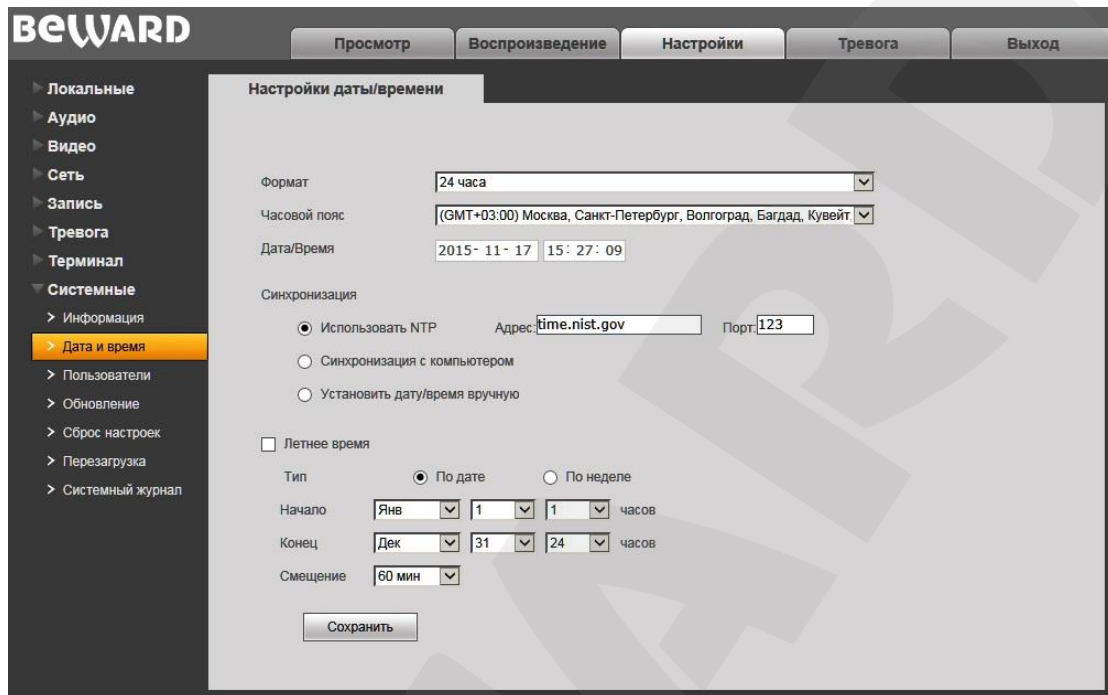 BEWARD
Просмотр Воспроизведение Настройки Тревога Выход
Локальные
Аудио
Видео
Сеть
Запись
Тревога
Терминал
Системные
Информация
Дата и время
Пользователи
Обновление
Сброс настроек
Перезагрузка
Системный журнал
Настройки даты/времени
Формат 24 часа
Часовой пояс (GMT+03:00) Москва, Санкт-Петербург, Волгоград, Багдад, Кувейт,
Дата/Время 2015- 11- 17 15: 27: 09
Синхронизация
Использовать NTP Адрес: time.nist.gov Порт: 123
Синхронизация с компьютером
Установить дату/время вручную
Летнее время
Тип По дате По неделе
Начало Янв 1 1 часов
Конец Дек 31 24 часов
Смещение 60 мин
Сохранить